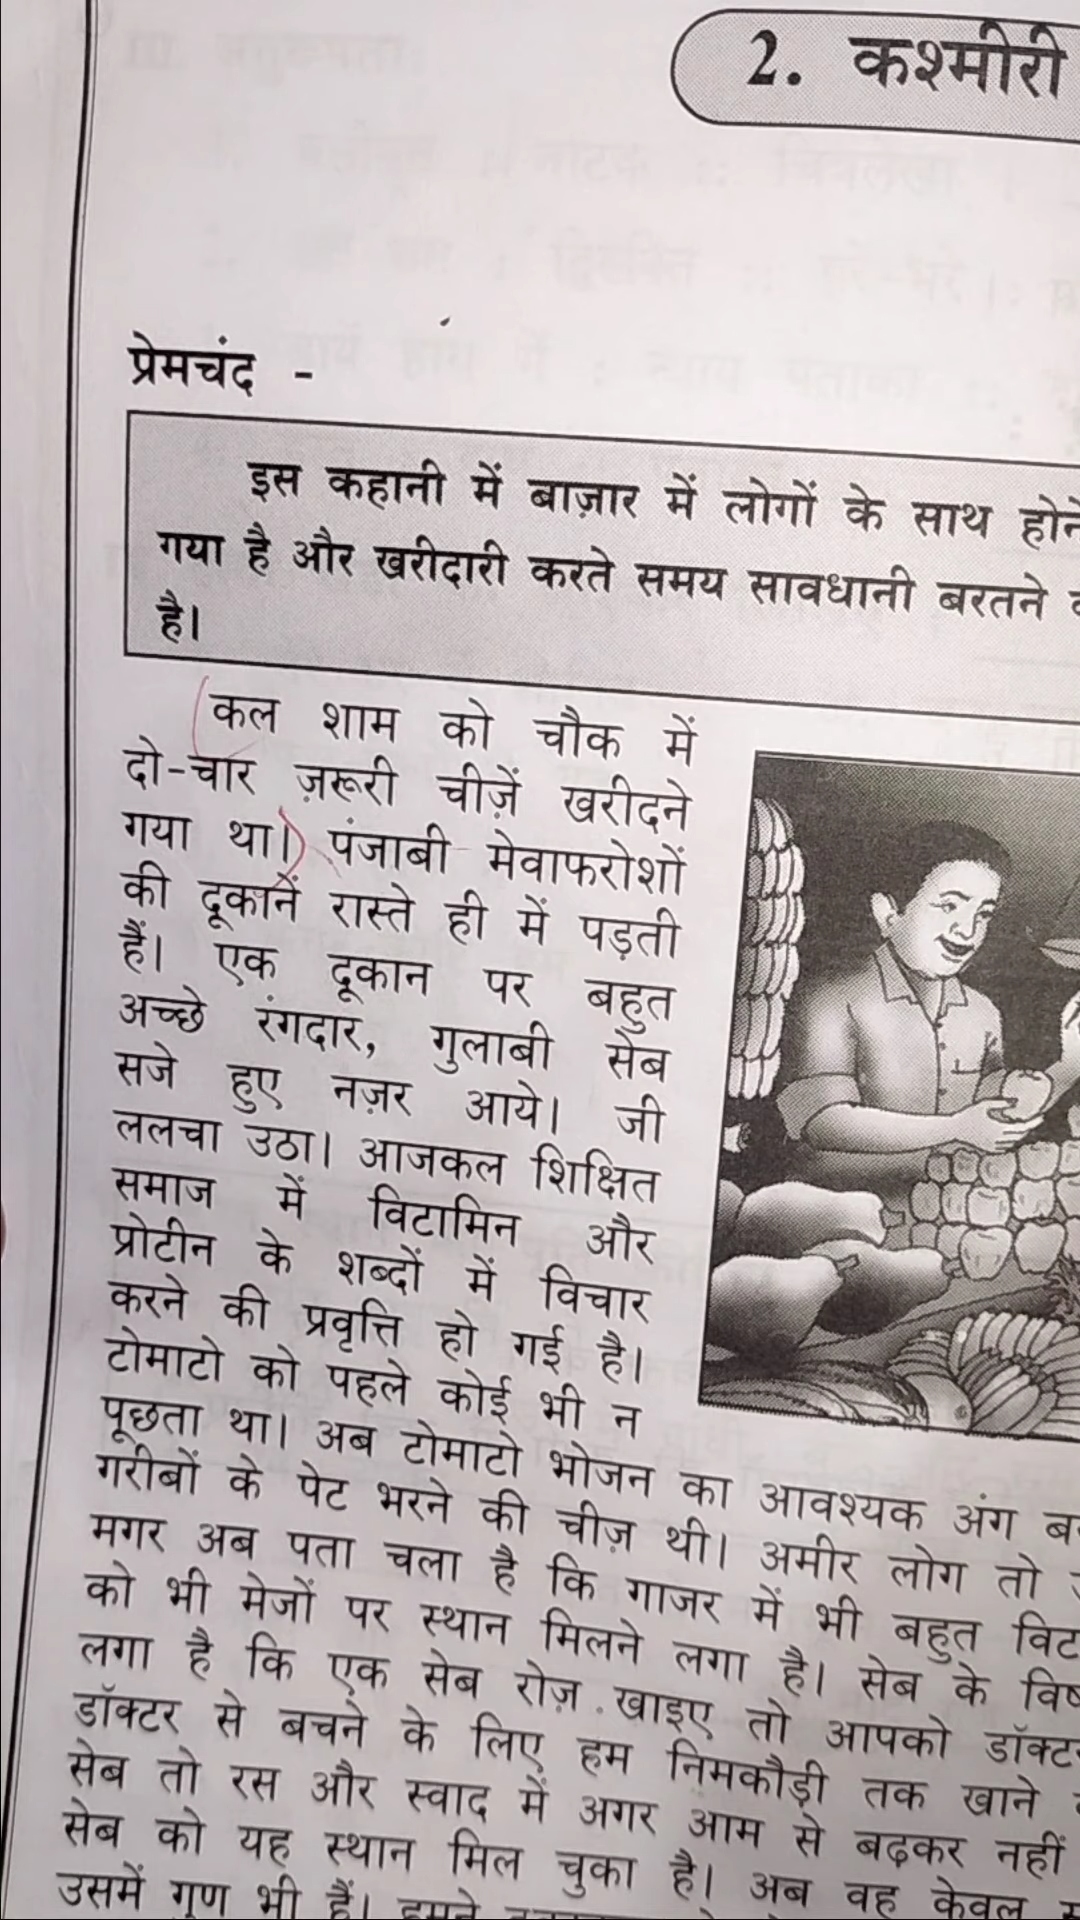 2. कश्मीरी
प्रेमचंद -
इस कहानी में बाज़ार में लोगों के साथ होने
गया है और खरीदारी करते समय सावधानी बरतने
है।
कल शाम को चौक में
दो-चार ज़रूरी चीज़ें खरीदने
गया था। पंजाबी मेवाफरोशों
की दूकानें रास्ते ही में पड़ती
हैं। एक दूकान पर बहुत
अच्छे रंगदार, गुलाबी सेब
सजे हुए नज़र आये। जी
ललचा उठा। आजकल शिक्षित
समाज में विटामिन और
प्रोटीन के शब्दों में विचार
करने की प्रवृत्ति हो गई है।
टोमाटो को पहले कोई भी न
पूछता था। अब टोमाटो भोजन का आवश्यक अंग
गरीबों के पेट भरने की चीज़ थी। अमीर लोग तो
मगर अब पता चला है कि गाजर में भी बहुत
को भी मेजों पर स्थान मिलने लगा है। सेब के
लगा है कि एक सेब रोज़ खाइए तो आपको
डॉक्टर से बचने के लिए हम निमकौड़ी तक खाने
सेब तो रस और स्वाद में अगर आम से बढ़कर नहीं
सेब को यह स्थान मिल चुका है। अब वह केवल
उसमें गुण भी हैं। हमने